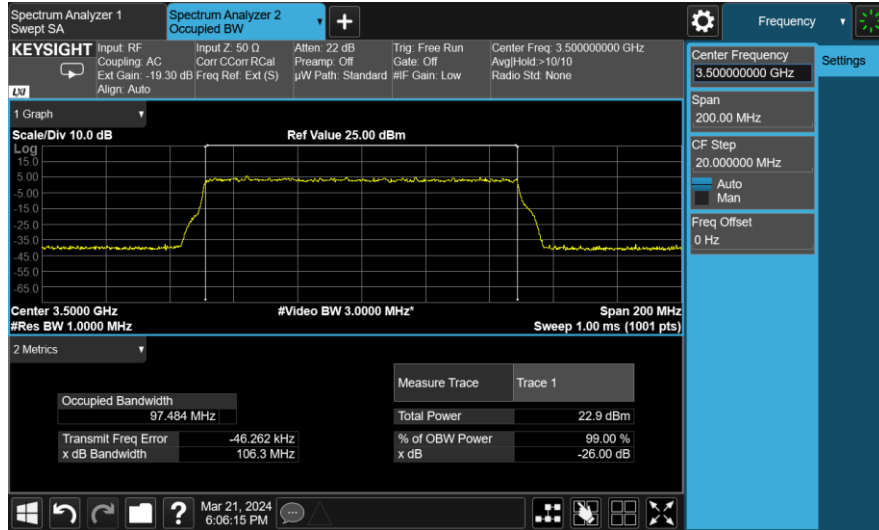 Spectrum Analyzer 1
Swept SA
Spectrum Analyzer 2
Occupied BW
Frequency
KEYSIGHT
LXI
Input: RF
Coupling: AC
Ext Gain: -19.30 dB
Align: Auto
Input Z: 50 Ω
Corr CCorr RCal
Freq Ref: Ext (S)
Atten: 22 dB
Preamp: Off
µW Path: Standard
Trig: Free Run
Gate: Off
#IF Gain: Low
Center Freq: 3.500000000 GHz
Avg|Hold:>10/10
Radio Std: None
Center Frequency
3.500000000 GHz
Settings
Span
200.00 MHz
CF Step
20.000000 MHz
Auto
Man
Freq Offset
0 Hz
1 Graph
Scale/Div 10.0 dB
Ref Value 25.00 dBm
Log
15.0
5.00
-5.00
-15.0
-25.0
-35.0
-45.0
-55.0
-65.0
Center 3.5000 GHz
#Video BW 3.0000 MHz*
Span 200 MHz
#Res BW 1.0000 MHz
Sweep 1.00 ms (1001 pts)
2 Metrics
Measure Trace
Trace 1
Occupied Bandwidth
97.484 MHz
Total Power
22.9 dBm
Transmit Freq Error
-46.262 kHz
% of OBW Power
99.00 %
x dB Bandwidth
106.3 MHz
x dB
-26.00 dB
?
Mar 21, 2024
6:06:15 PM